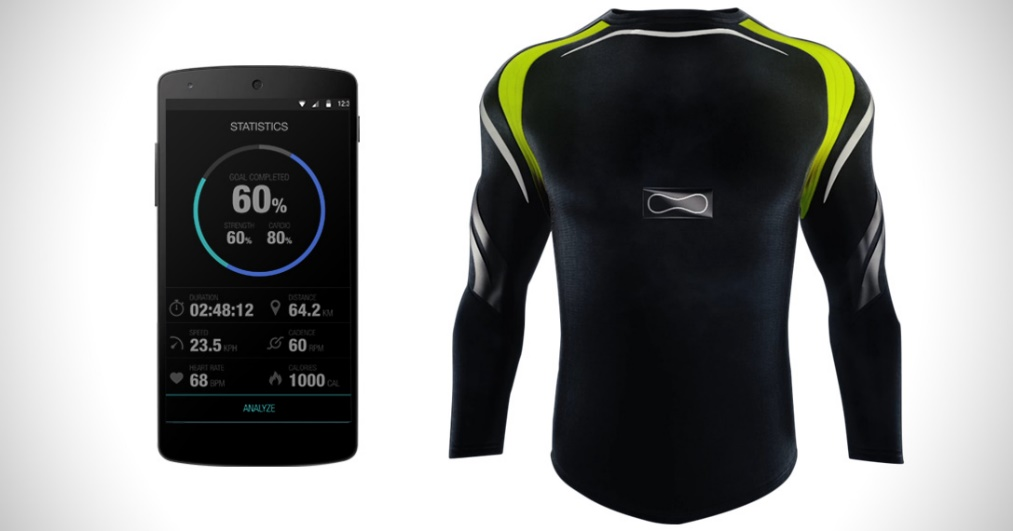 12:3
STATISTICS
GOAL COMPLETED
60%
STRENGTH CARDIO
60% 80%
DURATION DISTANCE
02:48:12 64.2 KM
SPEED CADENCE
23.5 KPH 60 RPM
HEART RATE CALORIES
68 BPM 1000 CAL
ANALYZE